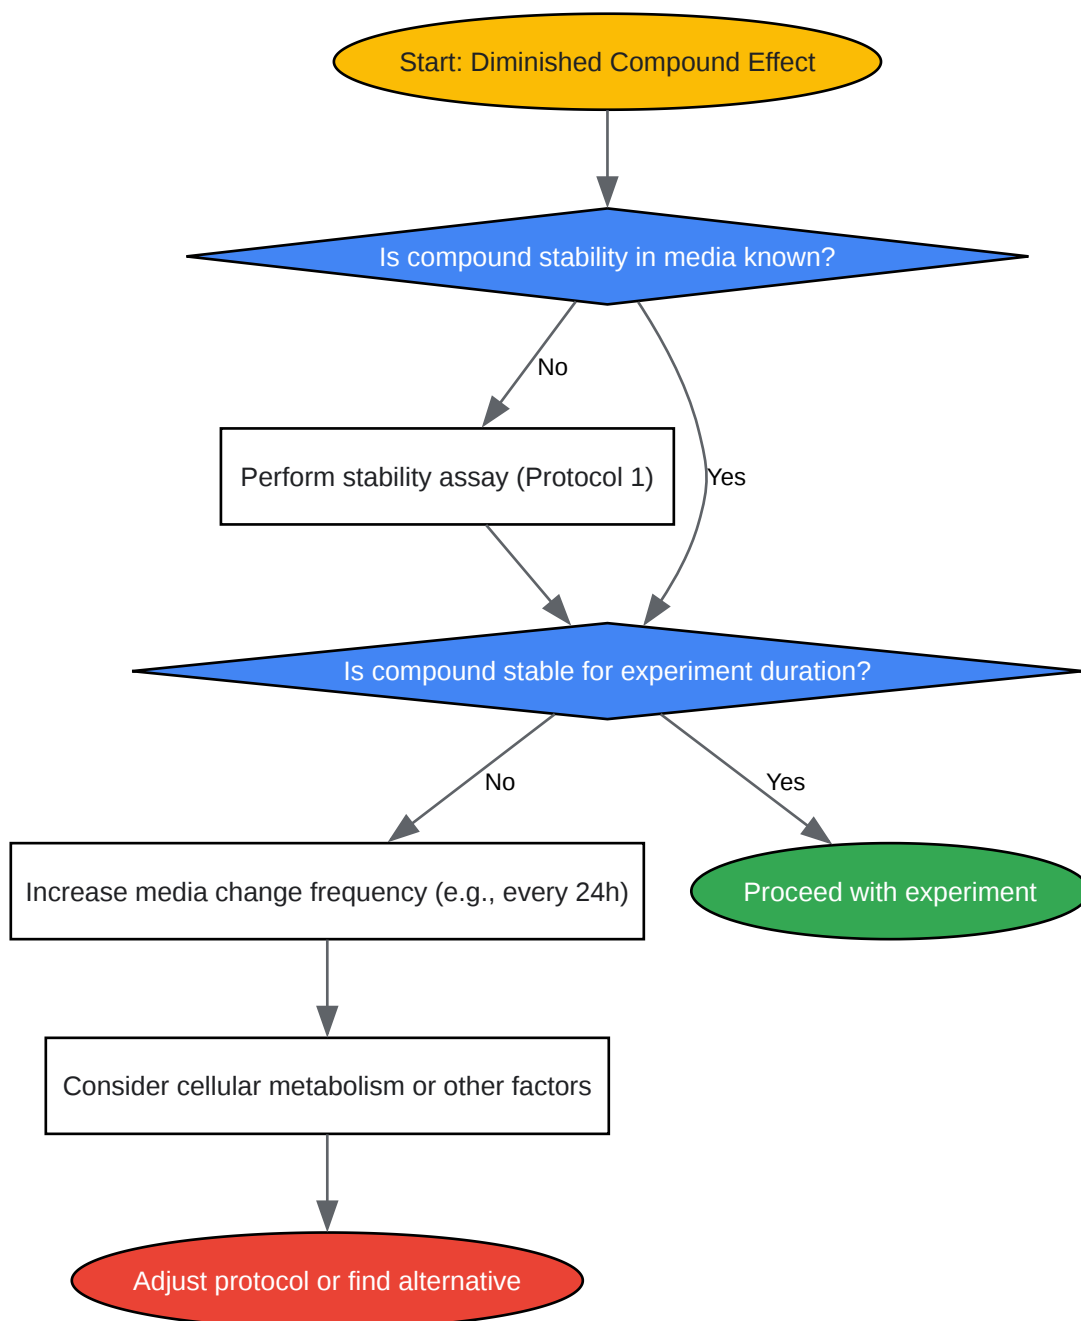 Start: Diminished Compound Effect
Is compound stability in media known?
No
Yes
Perform stability assay (Protocol 1)
Is compound stable for experiment duration?
No
Yes
Increase media change frequency (e.g., every 24h)
Proceed with experiment
Consider cellular metabolism or other factors
Adjust protocol or find alternative